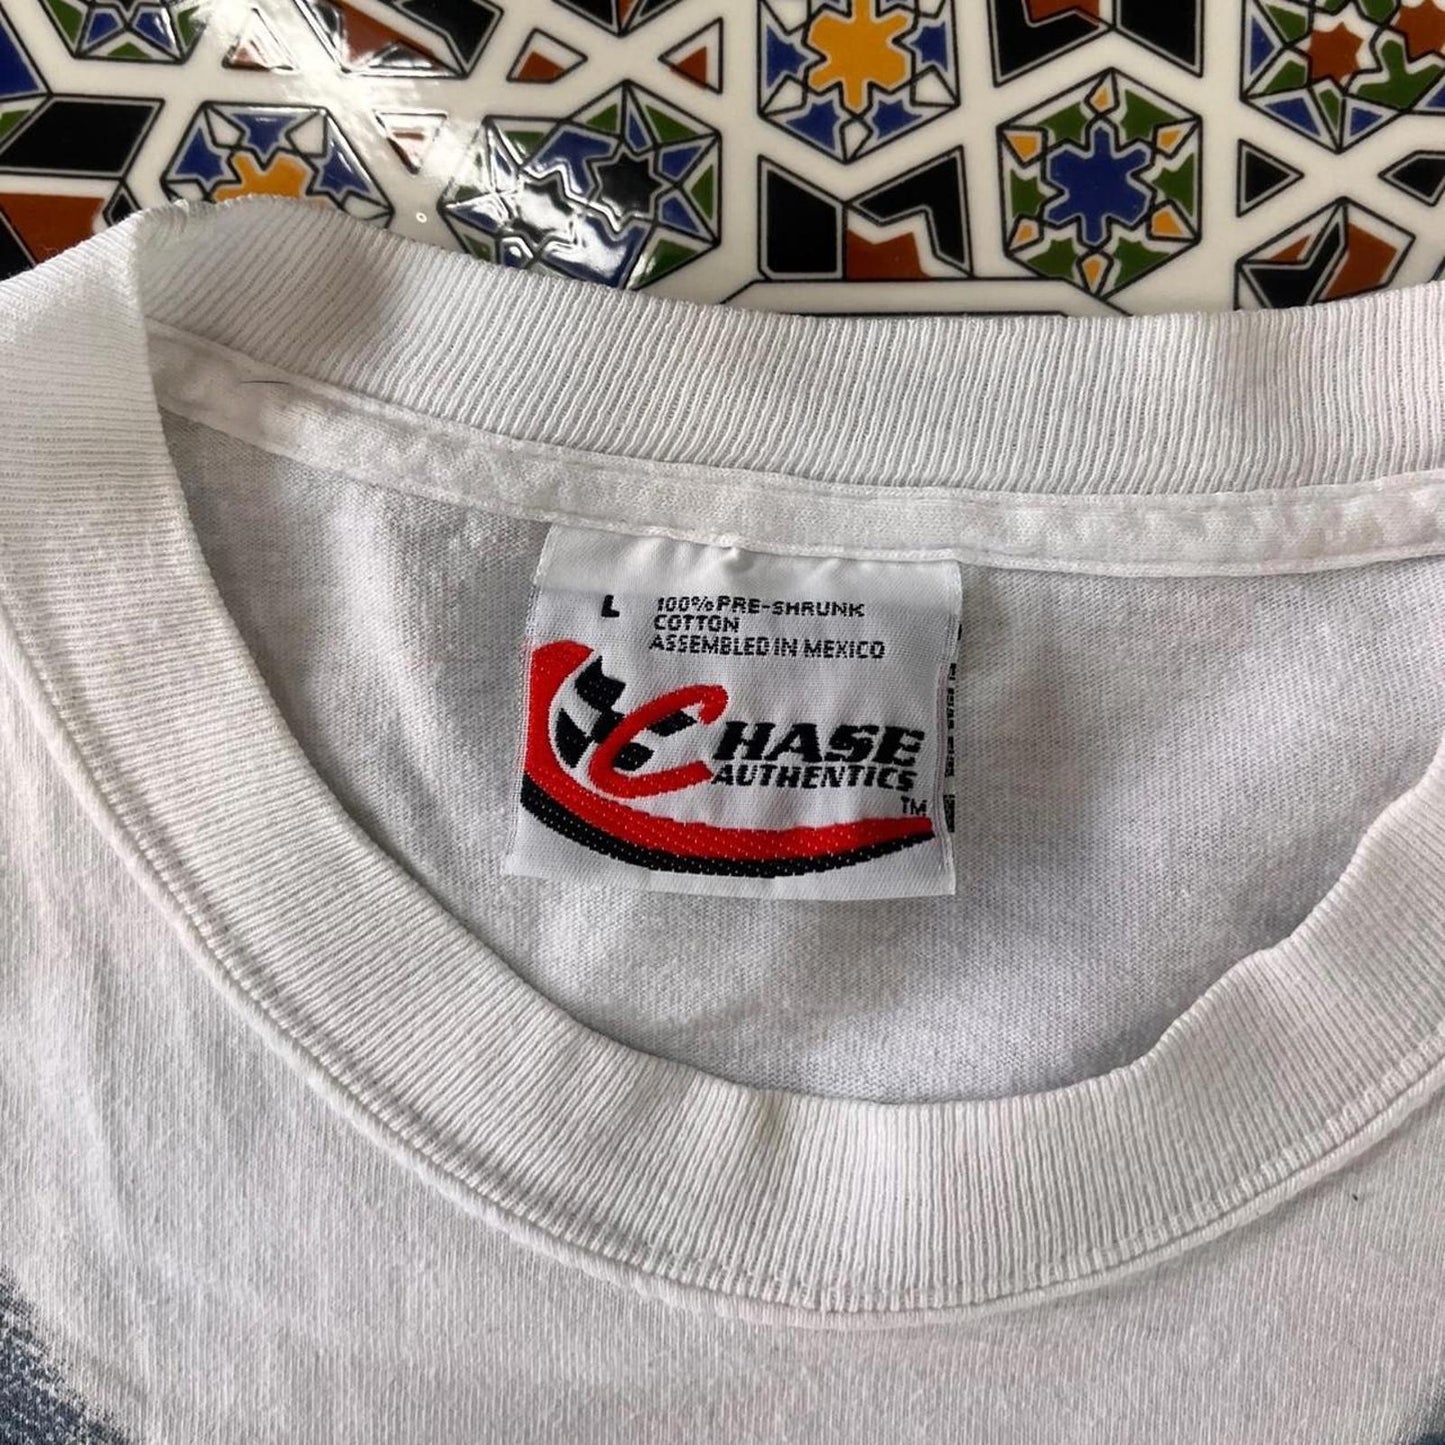 L
100% PRE-SHRUNK
COTTON
ASSEMBLED IN MEXICO
CHASE
AUTHENTICS
TM